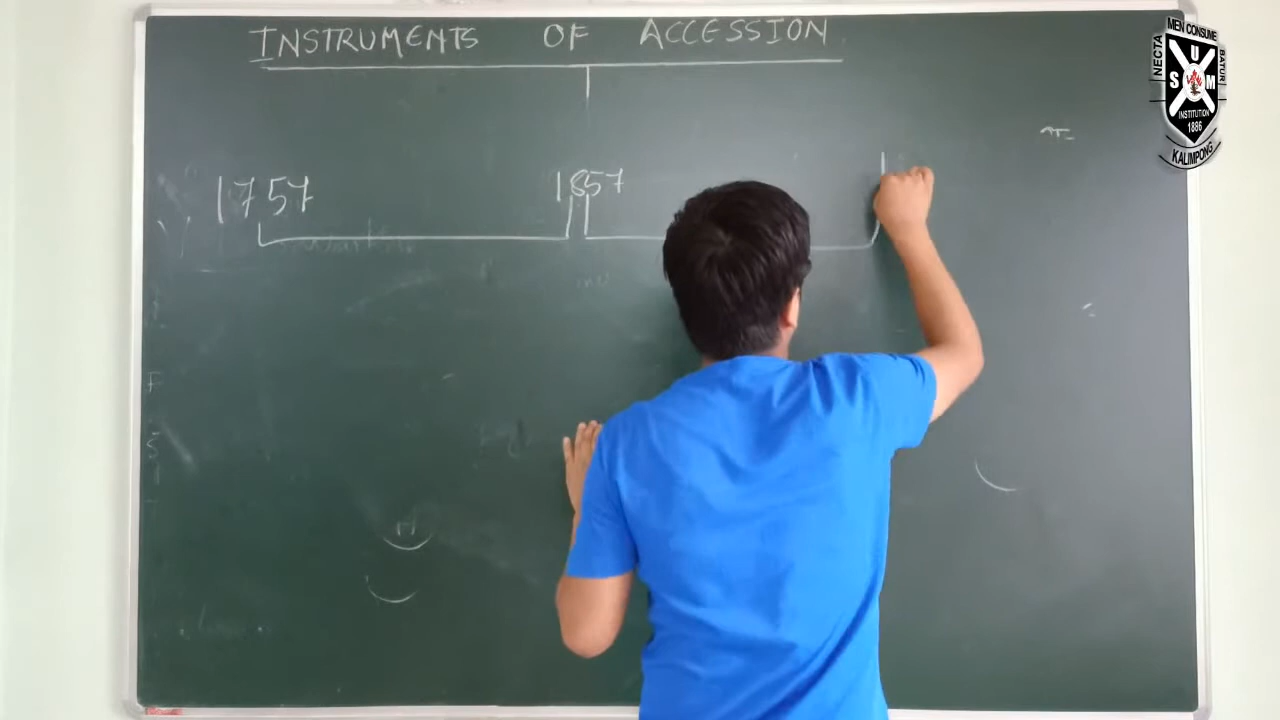 INSTRUMENTS OF ACCESSION
1757 1857
NECTA MEN CONSUME BATUR
S U M
INSTITUTION
1886
KALIMPONG